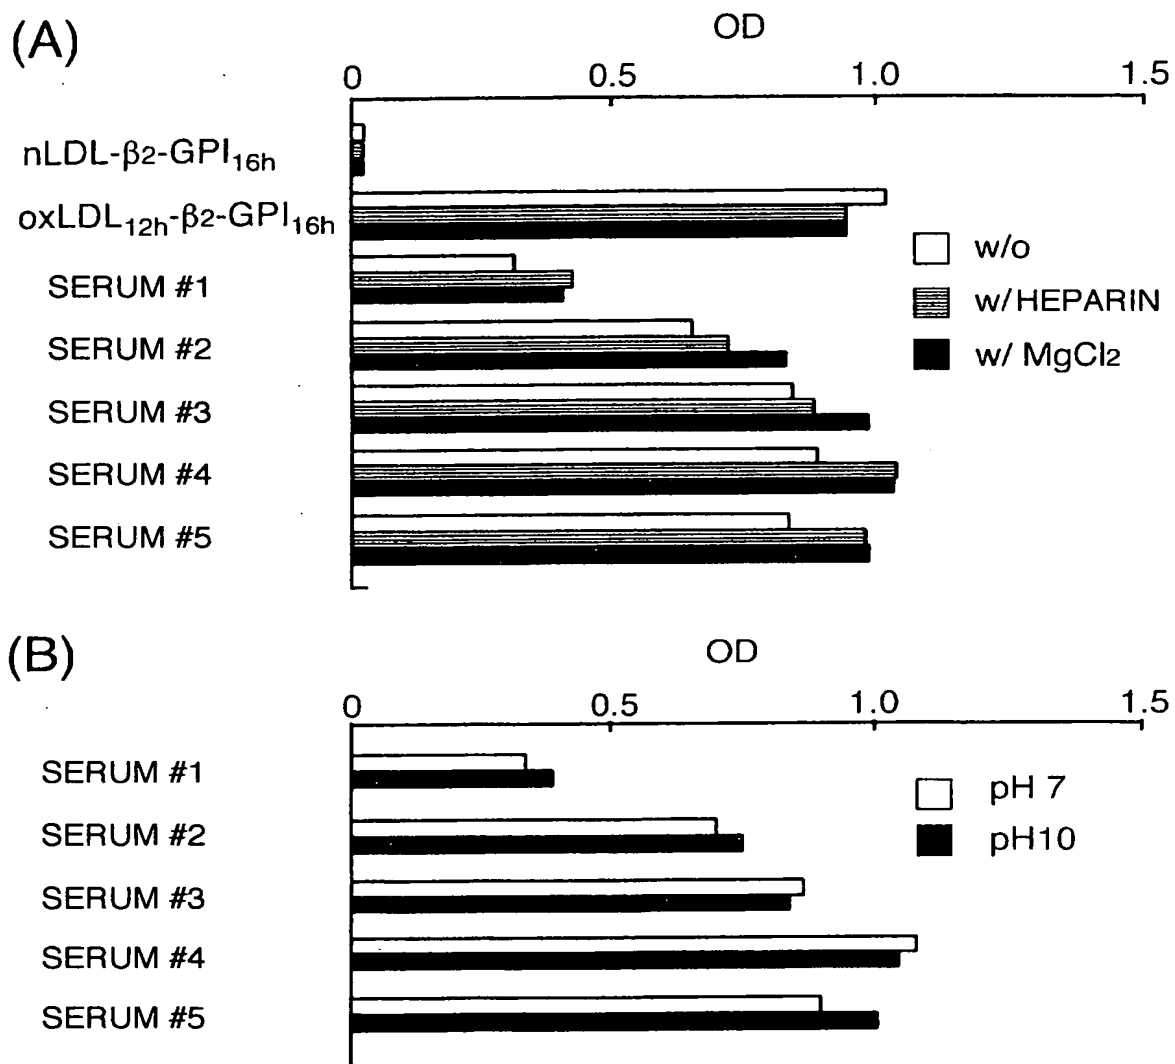 (A)
OD
0 0.5 1.0 1.5
nLDL-β2-GPI16h
oxLDL12h-β2-GPI16h
SERUM #1
SERUM #2
SERUM #3
SERUM #4
SERUM #5
w/o
w/HEPARIN
w/ MgCl2
(B)
OD
0 0.5 1.0 1.5
SERUM #1
SERUM #2
SERUM #3
SERUM #4
SERUM #5
pH 7
pH10